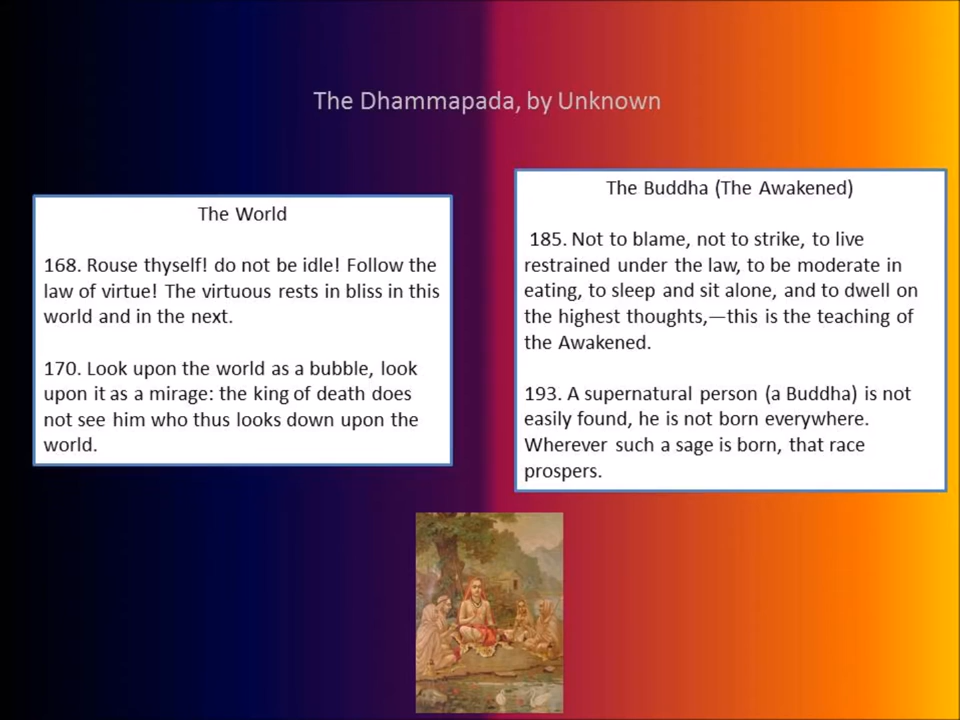 The Dhammapada, by Unknown
The World
168. Rouse thyself! do not be idle! Follow the
law of virtue! The virtuous rests in bliss in this
world and in the next.
170. Look upon the world as a bubble, look
upon it as a mirage: the king of death does
not see him who thus looks down upon the
world.
The Buddha (The Awakened)
185. Not to blame, not to strike, to live
restrained under the law, to be moderate in
eating, to sleep and sit alone, and to dwell on
the highest thoughts,—this is the teaching of
the Awakened.
193. A supernatural person (a Buddha) is not
easily found, he is not born everywhere.
Wherever such a sage is born, that race
prospers.